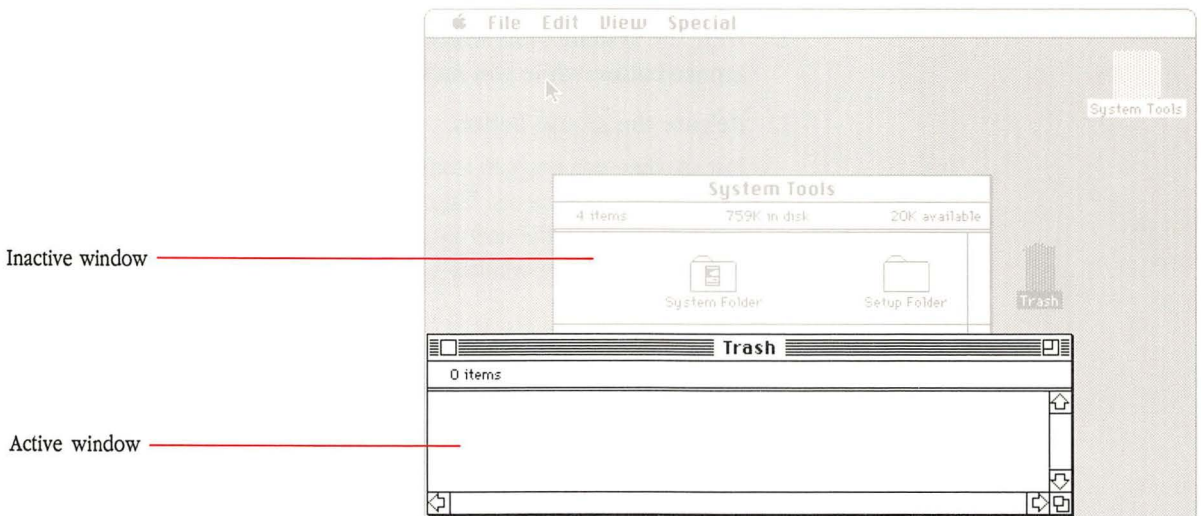 File Edit View Special
System Tools
System Tools
4 items 759K in disk 20K available
Inactive window
System Folder Setup Folder Trash
Trash
0 items
Active window